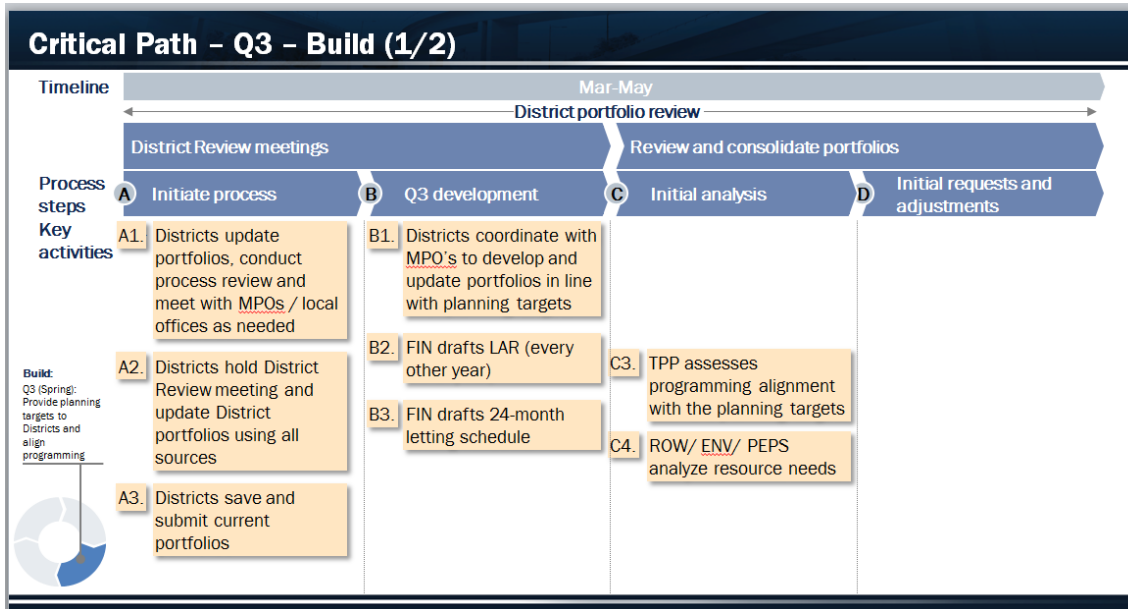 Critical Path – Q3 – Build (1/2)
Timeline
Mar-May
District portfolio review
District Review meetings
Review and consolidate portfolios
Process
steps
A
Initiate process
B
Q3 development
C
Initial analysis
D
Initial requests and
adjustments
Key
activities
A1.
Districts update
portfolios, conduct
process review and
meet with MPOs / local
offices as needed
A2.
Districts hold District
Review meeting and
update District
portfolios using all
sources
A3.
Districts save and
submit current
portfolios
B1.
Districts coordinate with
MPO's to develop and
update portfolios in line
with planning targets
B2.
FIN drafts LAR (every
other year)
B3.
FIN drafts 24-month
letting schedule
C3.
TPP assesses
programming alignment
with the planning targets
C4.
ROW/ ENV/ PEPS
analyze resource needs
Build:
Q3 (Spring):
Provide planning
targets to
Districts and
align
programming